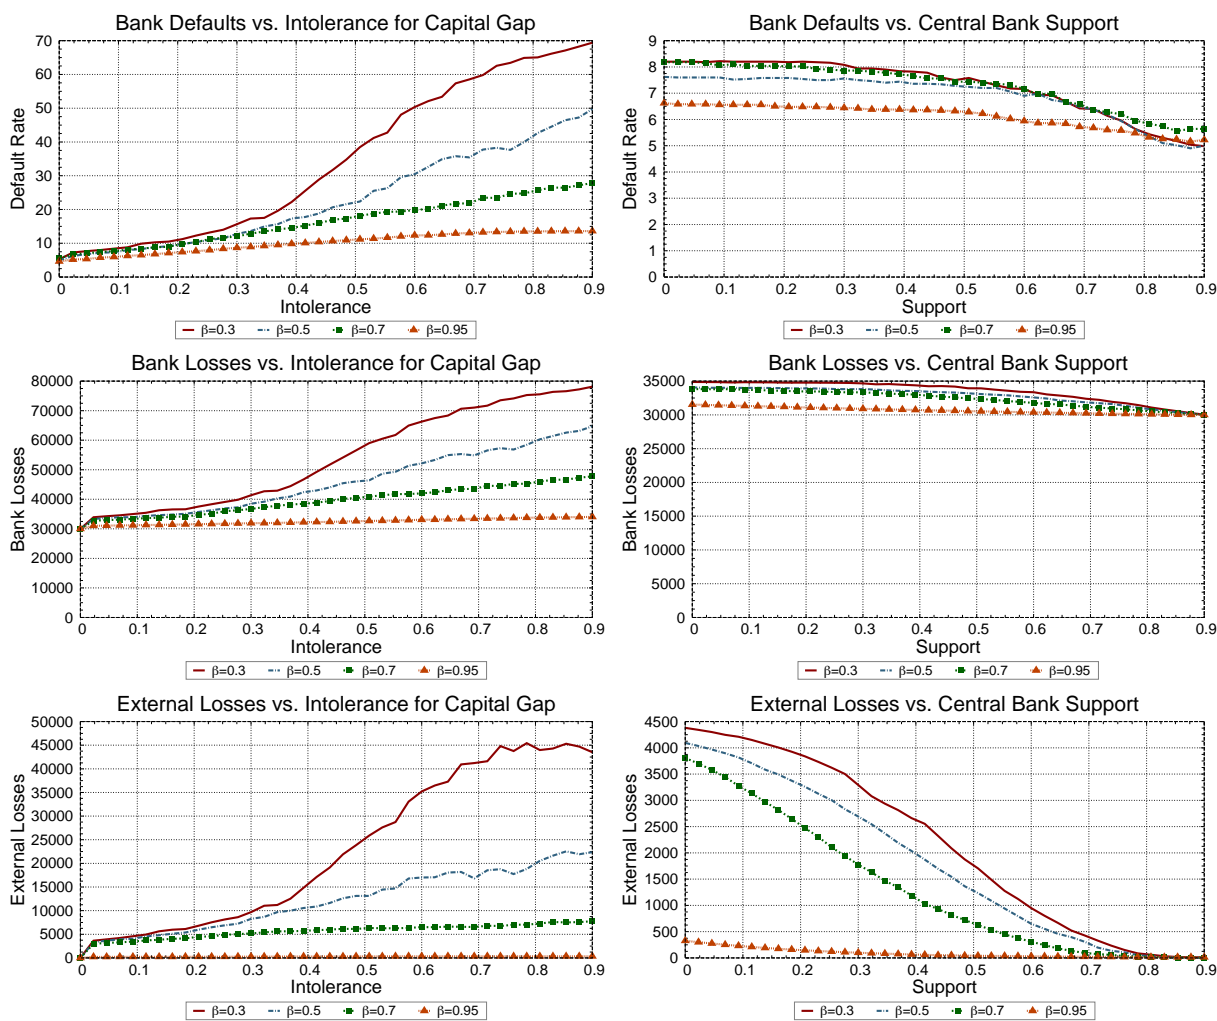 Bank Defaults vs. Intolerance for Capital Gap
Default Rate
70
60
50
40
30
20
10
0
0 0.1 0.2 0.3 0.4 0.5 0.6 0.7 0.8 0.9
Intolerance
β=0.3 β=0.5 β=0.7 β=0.95
Bank Defaults vs. Central Bank Support
Default Rate
9
8
7
6
5
4
3
2
1
0
0 0.1 0.2 0.3 0.4 0.5 0.6 0.7 0.8 0.9
Support
β=0.3 β=0.5 β=0.7 β=0.95
Bank Losses vs. Intolerance for Capital Gap
Bank Losses
80000
70000
60000
50000
40000
30000
20000
10000
0
0 0.1 0.2 0.3 0.4 0.5 0.6 0.7 0.8 0.9
Intolerance
β=0.3 β=0.5 β=0.7 β=0.95
Bank Losses vs. Central Bank Support
Bank Losses
35000
30000
25000
20000
15000
10000
5000
0
0 0.1 0.2 0.3 0.4 0.5 0.6 0.7 0.8 0.9
Support
β=0.3 β=0.5 β=0.7 β=0.95
External Losses vs. Intolerance for Capital Gap
External Losses
50000
45000
40000
35000
30000
25000
20000
15000
10000
5000
0
0 0.1 0.2 0.3 0.4 0.5 0.6 0.7 0.8 0.9
Intolerance
β=0.3 β=0.5 β=0.7 β=0.95
External Losses vs. Central Bank Support
External Losses
4500
4000
3500
3000
2500
2000
1500
1000
500
0
0 0.1 0.2 0.3 0.4 0.5 0.6 0.7 0.8 0.9
Support
β=0.3 β=0.5 β=0.7 β=0.95